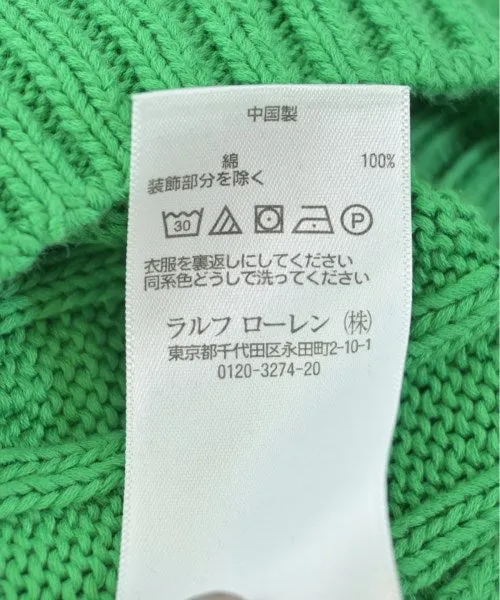 中国製
綿 100%
装飾部分を除く
30 P
衣服を裏返しにしてください
同系色どうしで洗ってください
ラルフ ローレン (株)
東京都千代田区永田町2-10-1
0120-3274-20